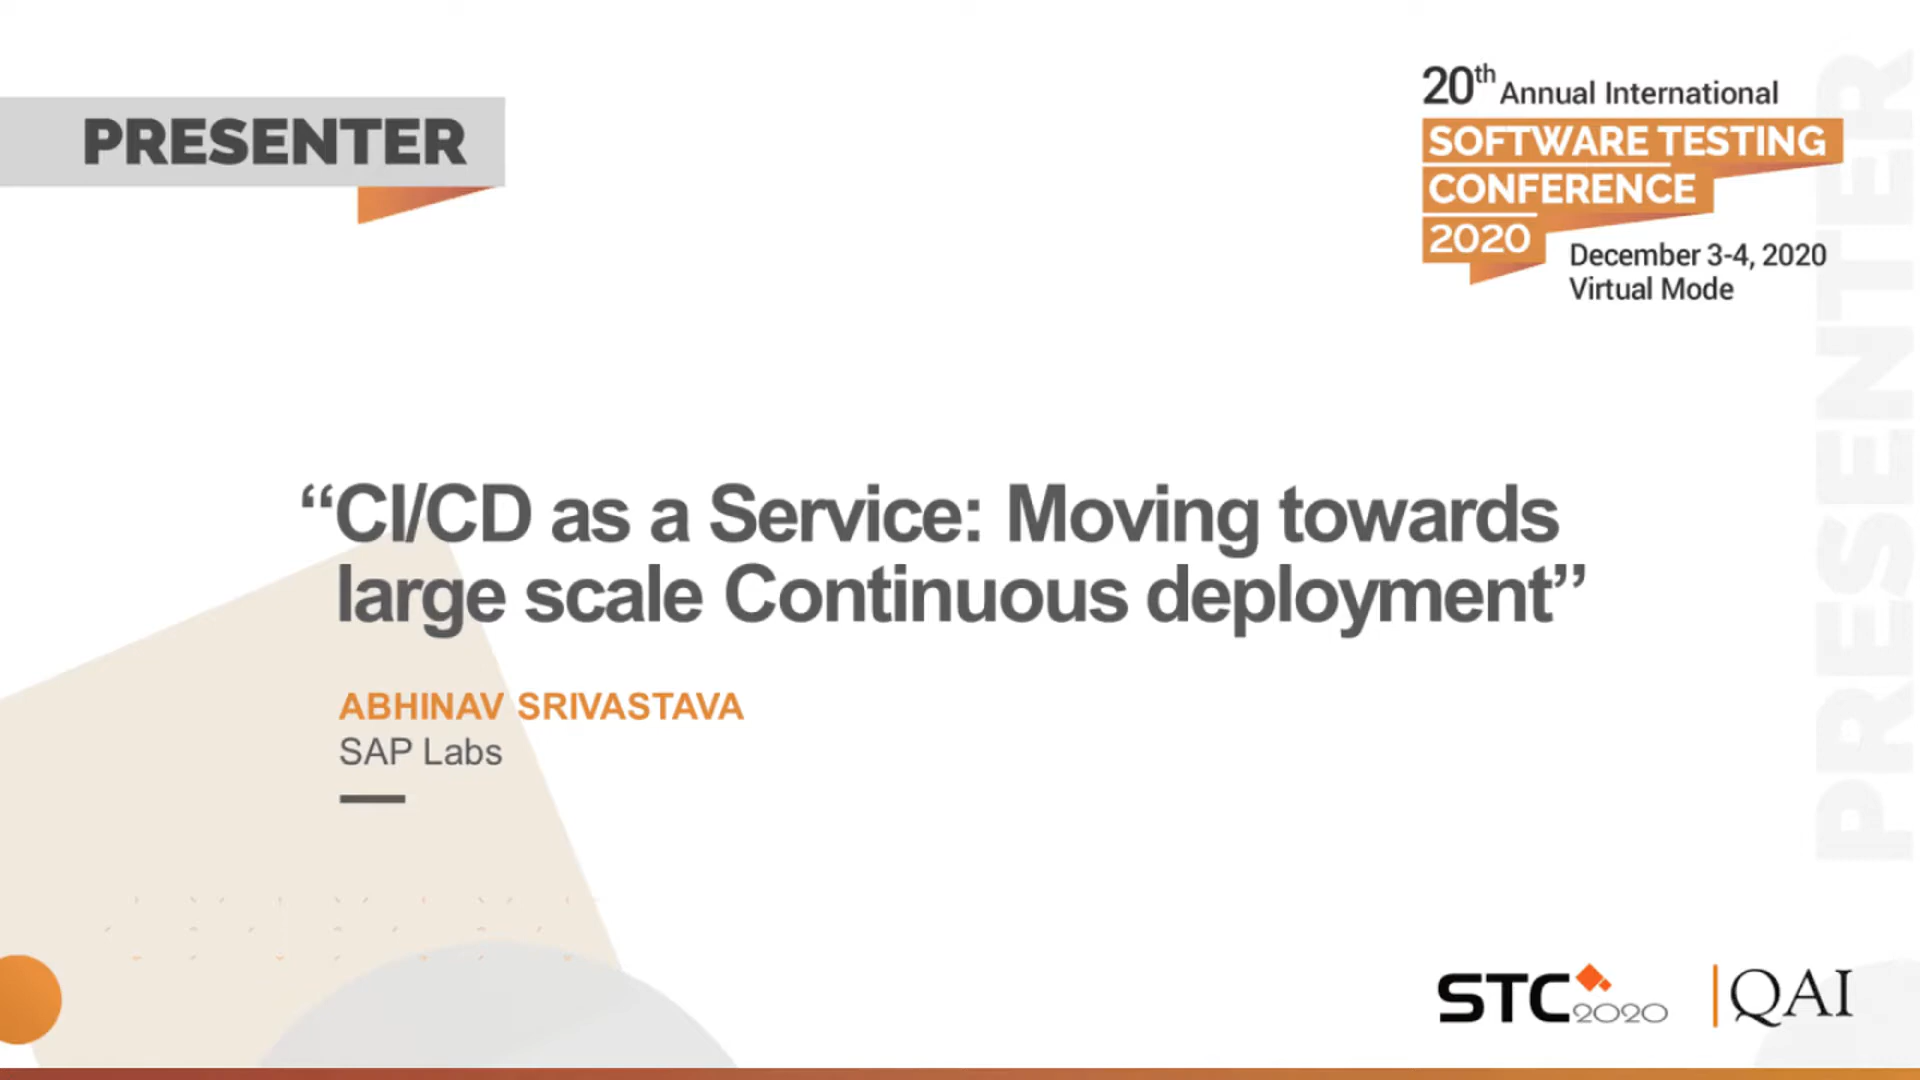 PRESENTER
20th Annual International
SOFTWARE TESTING
CONFERENCE
2020
December 3-4, 2020
Virtual Mode
“CI/CD as a Service: Moving towards
large scale Continuous deployment”
ABHINAV SRIVASTAVA
SAP Labs
STC 2020
QAI
PRESENTER